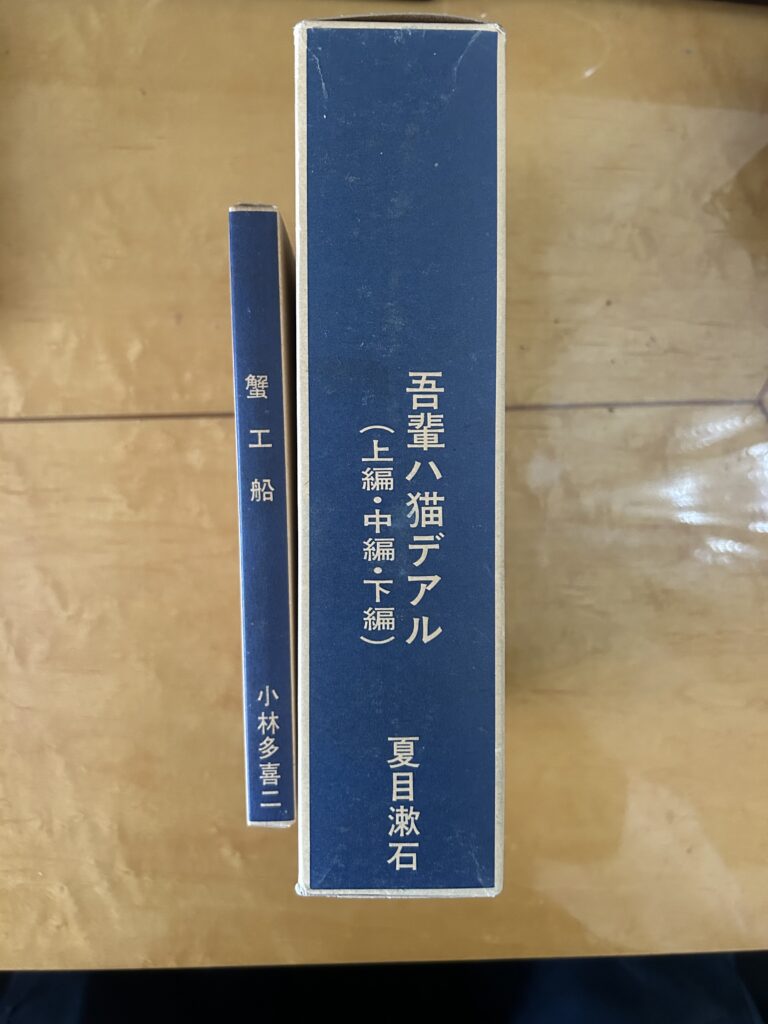 蟹工船
小林多喜二
吾輩ハ猫デアル
(上編・中編・下編)
夏目漱石